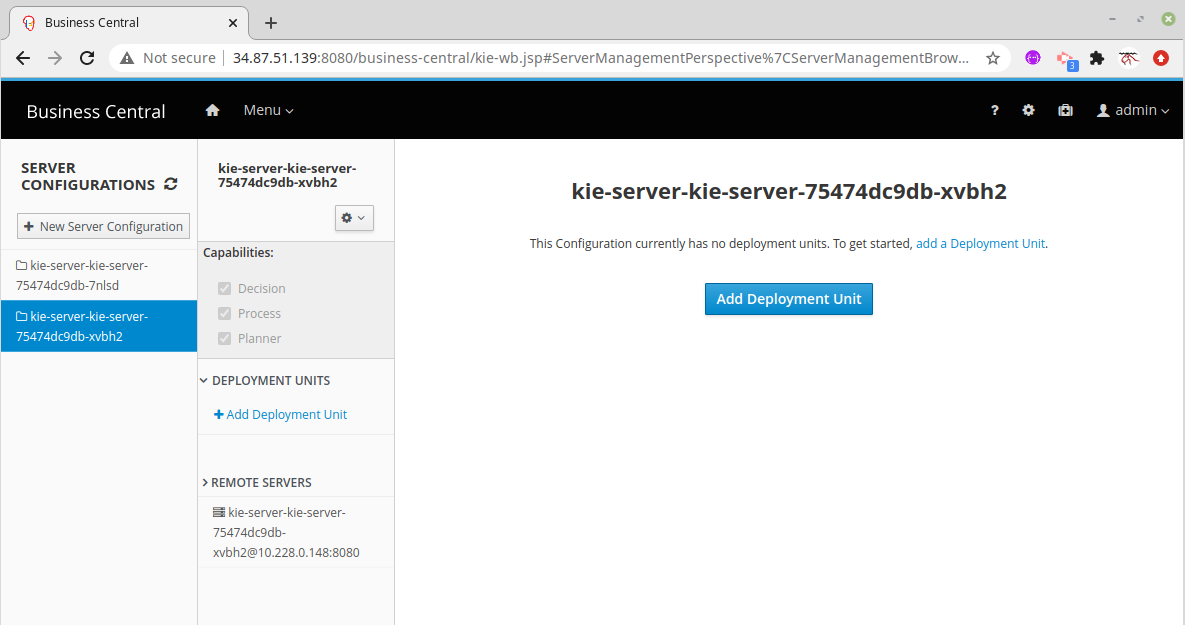 Business Central
Not secure
34.87.51.139:8080/business-central/kie-wb.jsp#ServerManagementPerspective%7CServerManagementBrow...
3
Business Central
Menu
?
admin
SERVER
CONFIGURATIONS
New Server Configuration
kie-server-kie-server-
75474dc9db-7nlsd
kie-server-kie-server-
75474dc9db-xvbh2
kie-server-kie-server-
75474dc9db-xvbh2
Capabilities:
Decision
Process
Planner
DEPLOYMENT UNITS
Add Deployment Unit
REMOTE SERVERS
kie-server-kie-server-
75474dc9db-
xvbh2@10.228.0.148:8080
kie-server-kie-server-75474dc9db-xvbh2
This Configuration currently has no deployment units. To get started, add a Deployment Unit.
Add Deployment Unit